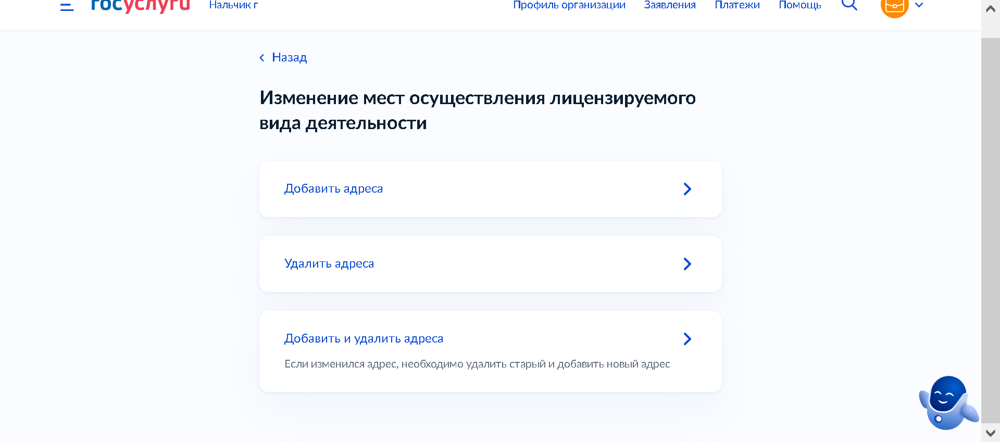 госуслуги Нальчик г Профиль организации Заявления Платежи Помощь
Назад
Изменение мест осуществления лицензируемого
вида деятельности
Добавить адреса
Удалить адреса
Добавить и удалить адреса
Если изменился адрес, необходимо удалить старый и добавить новый адрес